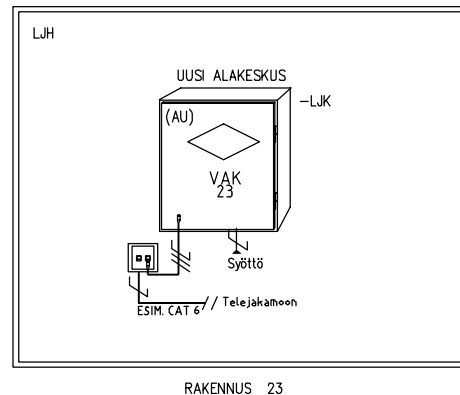 LJH
UUSI ALAKESKUS
-LJK
(AU)
VAK
23
Syöttö
ESIM. CAT 6
Telejakamoon
RAKENNUS 23